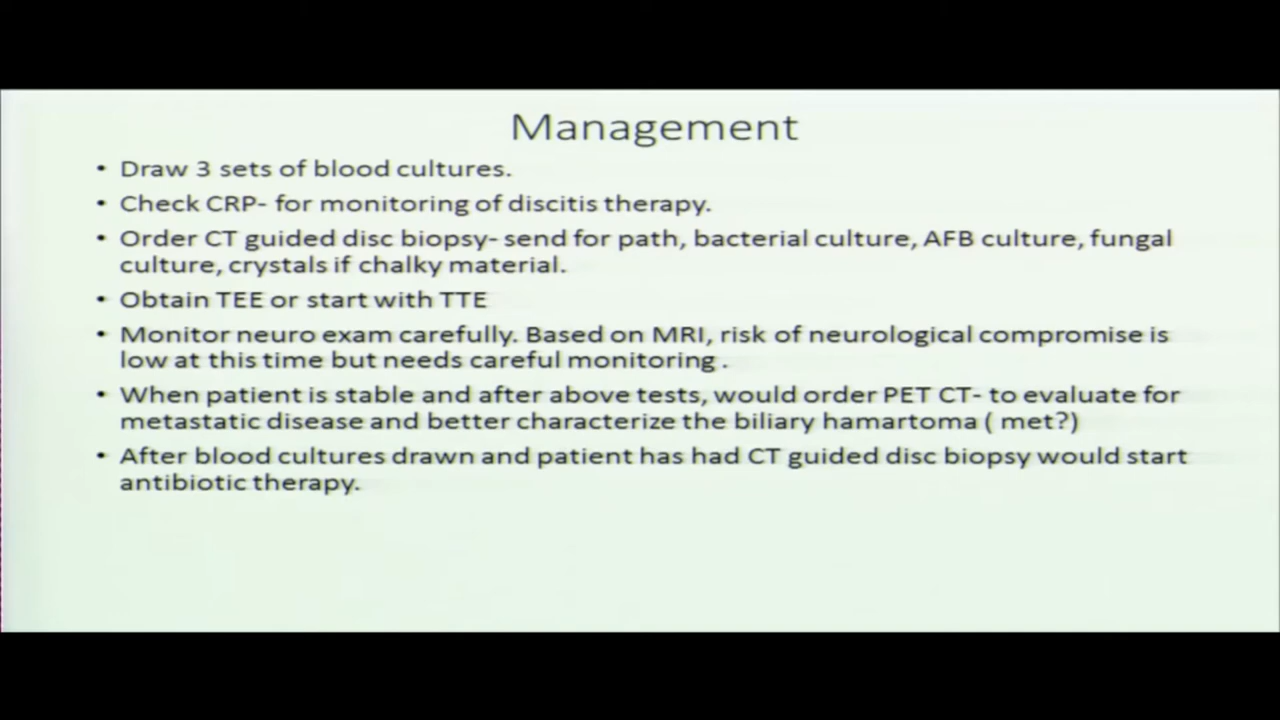 Management
• Draw 3 sets of blood cultures.
• Check CRP- for monitoring of discitis therapy.
• Order CT guided disc biopsy- send for path, bacterial culture, AFB culture, fungal
culture, crystals if chalky material.
• Obtain TEE or start with TTE
• Monitor neuro exam carefully. Based on MRI, risk of neurological compromise is
low at this time but needs careful monitoring .
• When patient is stable and after above tests, would order PET CT- to evaluate for
metastatic disease and better characterize the biliary hamartoma ( met?)
• After blood cultures drawn and patient has had CT guided disc biopsy would start
antibiotic therapy.